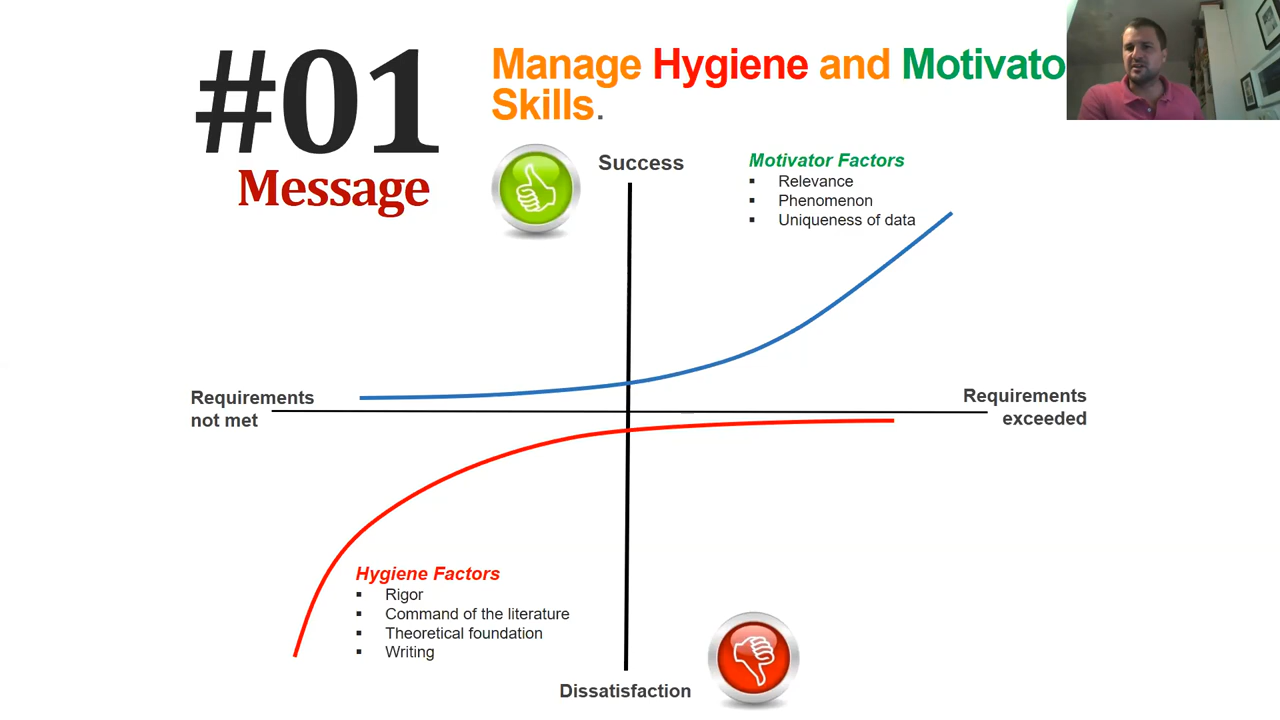 #01
Message
Manage Hygiene and Motivato
Skills.
Success
Motivator Factors
▪ Relevance
▪ Phenomenon
▪ Uniqueness of data
Requirements
not met
Requirements
exceeded
Hygiene Factors
▪ Rigor
▪ Command of the literature
▪ Theoretical foundation
▪ Writing
Dissatisfaction